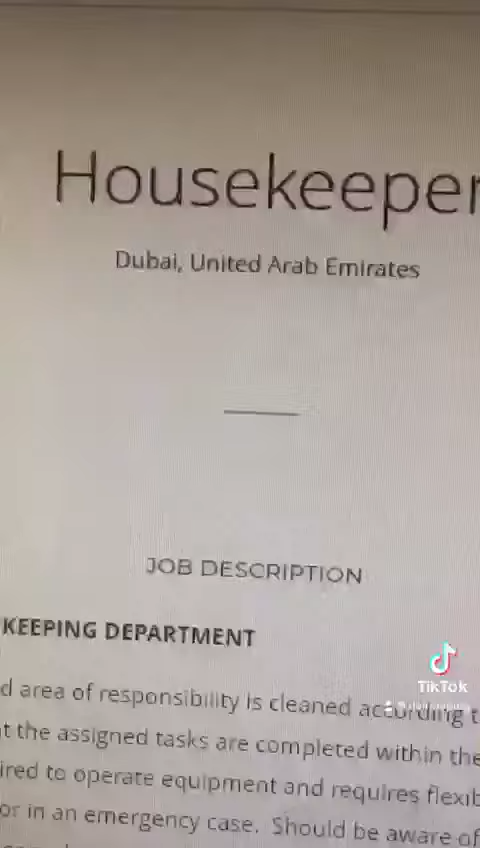 Housekeeper
Dubai, United Arab Emirates
JOB DESCRIPTION
KEEPING DEPARTMENT
d area of responsibility is cleaned according t
t the assigned tasks are completed within the
ired to operate equipment and requires flexib
or in an emergency case. Should be aware of
TikTok